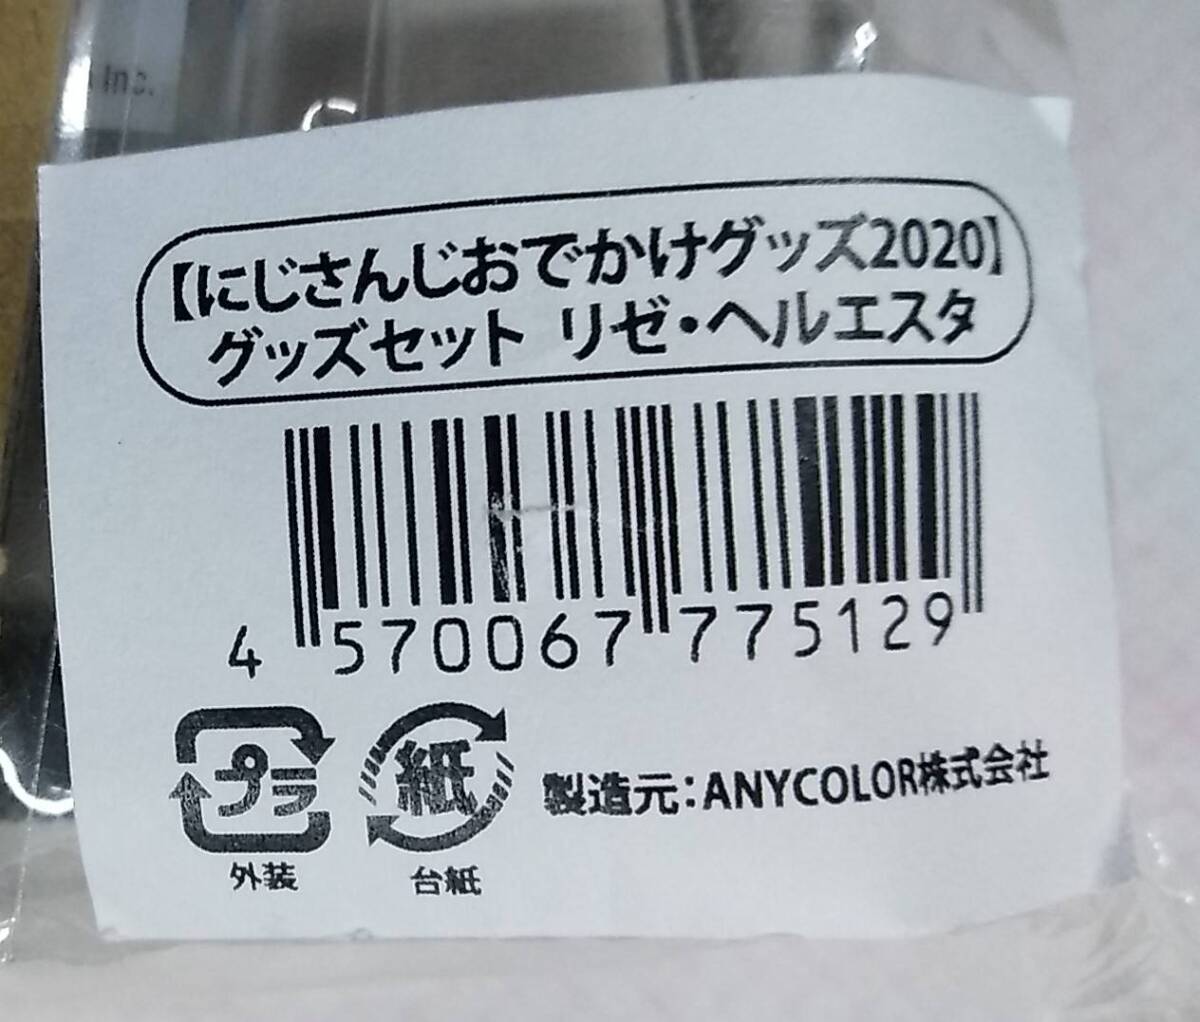 Inc.
【にじさんじおでかけグッズ2020】
グッズセット リゼ・ヘルエスタ
4 570067 775129
プラ
外装
紙
台紙
製造元：ANYCOLOR株式会社